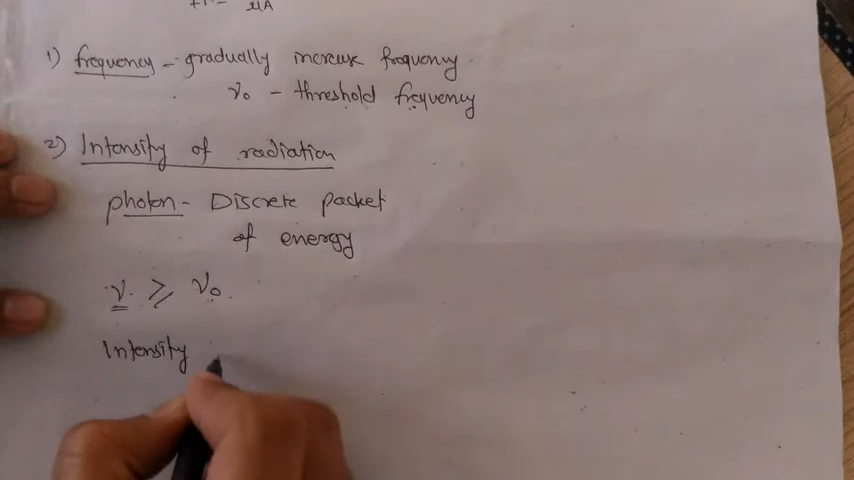 μA
1) frequency - gradually increase frequency
ν₀ - threshold frequency
2) Intensity of radiation
photon - Discrete packet
of energy
ν ≥ ν₀
Intensity